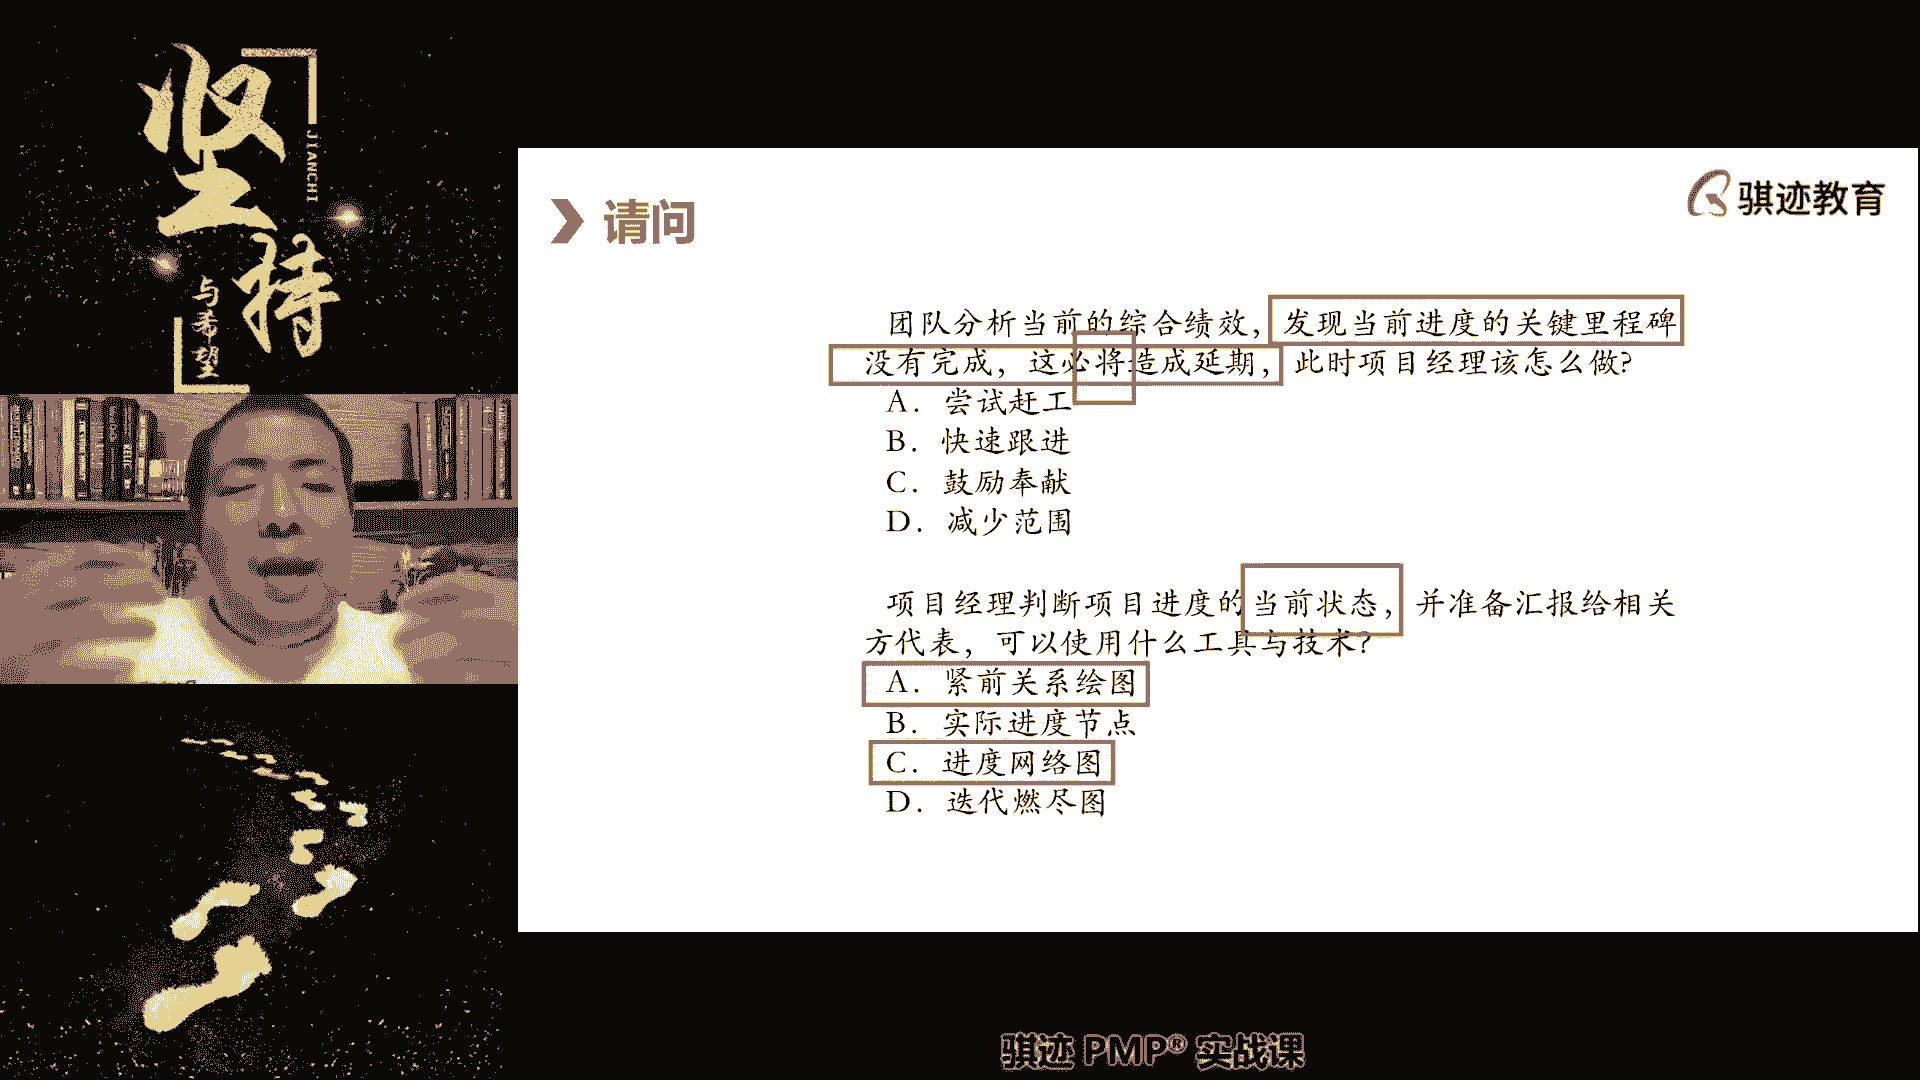 坚持
JIANCHI
与希望
骐迹教育
请问
团队分析当前的综合绩效，发现当前进度的关键里程碑
没有完成，这必将造成延期，此时项目经理该怎么做?
A. 尝试赶工
B. 快速跟进
C. 鼓励奉献
D. 减少范围
项目经理判断项目进度的当前状态，并准备汇报给相关
方代表，可以使用什么工具与技术?
A. 紧前关系绘图
B. 实际进度节点
C. 进度网络图
D. 迭代燃尽图
骐迹 PMP® 实战课